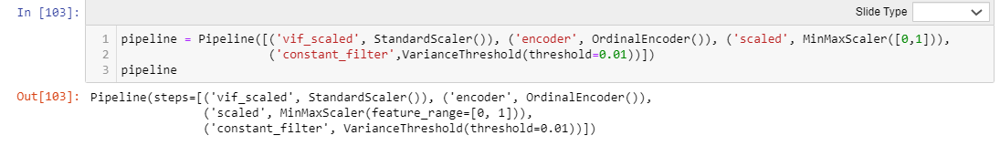 In [103]:
Slide Type
1 pipeline = Pipeline([('vif_scaled', StandardScaler()), ('encoder', OrdinalEncoder()), ('scaled', MinMaxScaler([0,1])),
2 ('constant_filter',VarianceThreshold(threshold=0.01))])
3 pipeline
Out[103]: Pipeline(steps=[('vif_scaled', StandardScaler()), ('encoder', OrdinalEncoder()),
('scaled', MinMaxScaler(feature_range=[0, 1])),
('constant_filter', VarianceThreshold(threshold=0.01))])